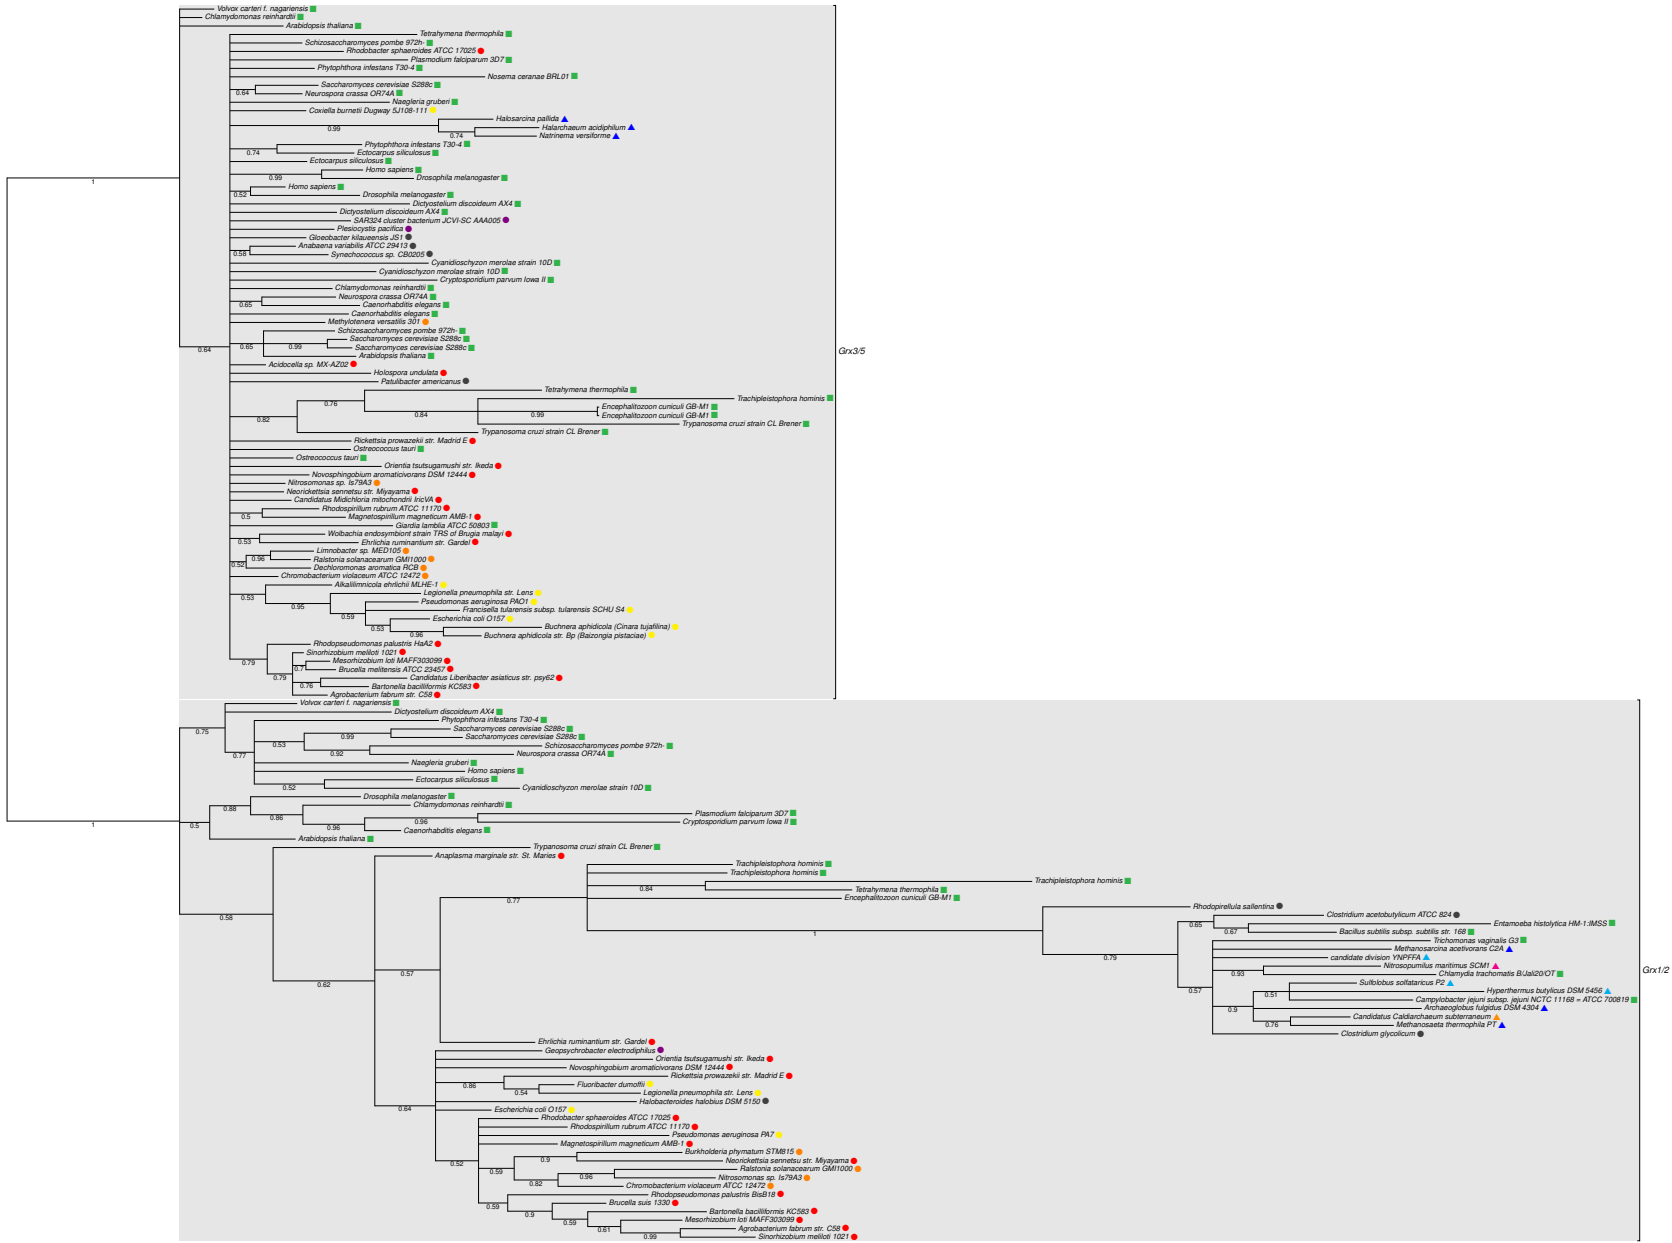 Volvox carteri f. nagariensis
Chlamydomonas reinhardtii
Arabidopsis thaliana
Tetrahymena thermophila
Schizosaccharomyces pombe 972h-
Rhodobacter sphaeroides ATCC 17025
Plasmodium falciparum 3D7
Phytophthora infestans T30-4
Nosema ceranae BRL01
Saccharomyces cerevisiae S288c
0.64
Neurospora crassa OR74A
Naegleria gruberi
Coxiella burnetii Dugway 5J108-111
Halosarcina pallida
0.99
Halarchaeum acidiphilum
0.74
Natrinema versiforme
Phytophthora infestans T30-4
0.74
Ectocarpus siliculosus
Ectocarpus siliculosus
Homo sapiens
0.99
Drosophila melanogaster
1
Homo sapiens
0.52
Drosophila melanogaster
Dictyostelium discoideum AX4
Dictyostelium discoideum AX4
SAR324 cluster bacterium JCVI-SC AAA005
Plesiocystis pacifica
Gloeobacter kilaueensis JS1
Anabaena variabilis ATCC 29413
0.58
Synechococcus sp. CB0205
Cyanidioschyzon merolae strain 10D
Cyanidioschyzon merolae strain 10D
Cryptosporidium parvum Iowa II
Chlamydomonas reinhardtii
Neurospora crassa OR74A
0.65
Caenorhabditis elegans
Caenorhabditis elegans
Methylotenera versatilis 301
Schizosaccharomyces pombe 972h-
Saccharomyces cerevisiae S288c
0.64
0.65
0.99
Saccharomyces cerevisiae S288c
Grx3/5
Arabidopsis thaliana
Acidocella sp. MX-AZ02
Holospora undulata
Patulibacter americanus
Tetrahymena thermophila
0.76
Trachipleistophora hominis
Encephalitozoon cuniculi GB-M1
0.82
0.84
0.99
Encephalitozoon cuniculi GB-M1
Trypanosoma cruzi strain CL Brener
Trypanosoma cruzi strain CL Brener
Rickettsia prowazekii str. Madrid E
Ostreococcus tauri
Ostreococcus tauri
Orientia tsutsugamushi str. Ikeda
Novosphingobium aromaticivorans DSM 12444
Nitrosomonas sp. Is79A3
Neorickettsia sennetsu str. Miyayama
Candidatus Midichloria mitochondrii IricVA
Rhodospirillum rubrum ATCC 11170
0.5
Magnetospirillum magneticum AMB-1
Giardia lamblia ATCC 50803
Wolbachia endosymbiont strain TRS of Brugia malayi
0.53
Ehrlichia ruminantium str. Gardel
Limnobacter sp. MED105
0.96
Ralstonia solanacearum GMI1000
0.52
Dechloromonas aromatica RCB
Chromobacterium violaceum ATCC 12472
Alkalilimnicola ehrlichii MLHE-1
0.53
Legionella pneumophila str. Lens
0.95
Pseudomonas aeruginosa PAO1
0.59
Francisella tularensis subsp. tularensis SCHU S4
Escherichia coli O157
0.53
Buchnera aphidicola (Cinara tujafilina)
0.96
Buchnera aphidicola str. Bp (Baizongia pistaciae)
Rhodopseudomonas palustris HaA2
0.79
Sinorhizobium meliloti 1021
Mesorhizobium loti MAFF303099
0.7
Brucella melitensis ATCC 23457
0.79
Candidatus Liberibacter asiaticus str. psy62
0.76
Bartonella bacilliformis KC583
Agrobacterium fabrum str. C58
Volvox carteri f. nagariensis
0.75
Dictyostelium discoideum AX4
Phytophthora infestans T30-4
Saccharomyces cerevisiae S288c
0.53
0.99
Saccharomyces cerevisiae S288c
0.77
Schizosaccharomyces pombe 972h-
0.92
Neurospora crassa OR74A
Naegleria gruberi
Homo sapiens
Ectocarpus siliculosus
0.52
Cyanidioschyzon merolae strain 10D
Drosophila melanogaster
0.88
Chlamydomonas reinhardtii
0.86
Plasmodium falciparum 3D7
1
0.5
0.96
0.96
Cryptosporidium parvum Iowa II
Caenorhabditis elegans
Arabidopsis thaliana
Trypanosoma cruzi strain CL Brener
Anaplasma marginale str. St. Maries
Trachipleistophora hominis
Trachipleistophora hominis
Trachipleistophora hominis
0.84
Tetrahymena thermophila
0.77
Encephalitozoon cuniculi GB-M1
Rhodopirellula sallentina
0.58
Clostridium acetobutylicum ATCC 824
0.65
Entamoeba histolytica HM-1:IMSS
0.67
Bacillus subtilis subsp. subtilis str. 168
1
Trichomonas vaginalis G3
Methanosarcina acetivorans C2A
0.79
candidate division YNPFFA
Nitrosopumilus maritimus SCM1
0.57
0.93
Chlamydia trachomatis B/Jali20/OT
Grx1/2
0.62
Sulfolobus solfataricus P2
0.57
Hyperthermus butylicus DSM 5456
0.51
Campylobacter jejuni subsp. jejuni NCTC 11168 = ATCC 700819
0.9
Archaeoglobus fulgidus DSM 4304
Candidatus Caldiarchaeum subterraneum
0.76
Methanosaeta thermophila PT
Clostridium glycolicum
Ehrlichia ruminantium str. Gardel
Geopsychrobacter electrodiphilus
Orientia tsutsugamushi str. Ikeda
Novosphingobium aromaticivorans DSM 12444
Rickettsia prowazekii str. Madrid E
0.86
Fluoribacter dumoffii
0.54
Legionella pneumophila str. Lens
0.64
Halobacteroides halobius DSM 5150
Escherichia coli O157
Rhodobacter sphaeroides ATCC 17025
Rhodospirillum rubrum ATCC 11170
Pseudomonas aeruginosa PA7
Magnetospirillum magneticum AMB-1
Burkholderia phymatum STM815
0.52
0.9
Neorickettsia sennetsu str. Miyayama
0.59
Ralstonia solanacearum GMI1000
0.96
Nitrosomonas sp. Is79A3
0.82
Chromobacterium violaceum ATCC 12472
Rhodopseudomonas palustris BisB18
0.59
Brucella suis 1330
0.9
Bartonella bacilliformis KC583
0.59
Mesorhizobium loti MAFF303099
0.61
Agrobacterium fabrum str. C58
0.99
Sinorhizobium meliloti 1021